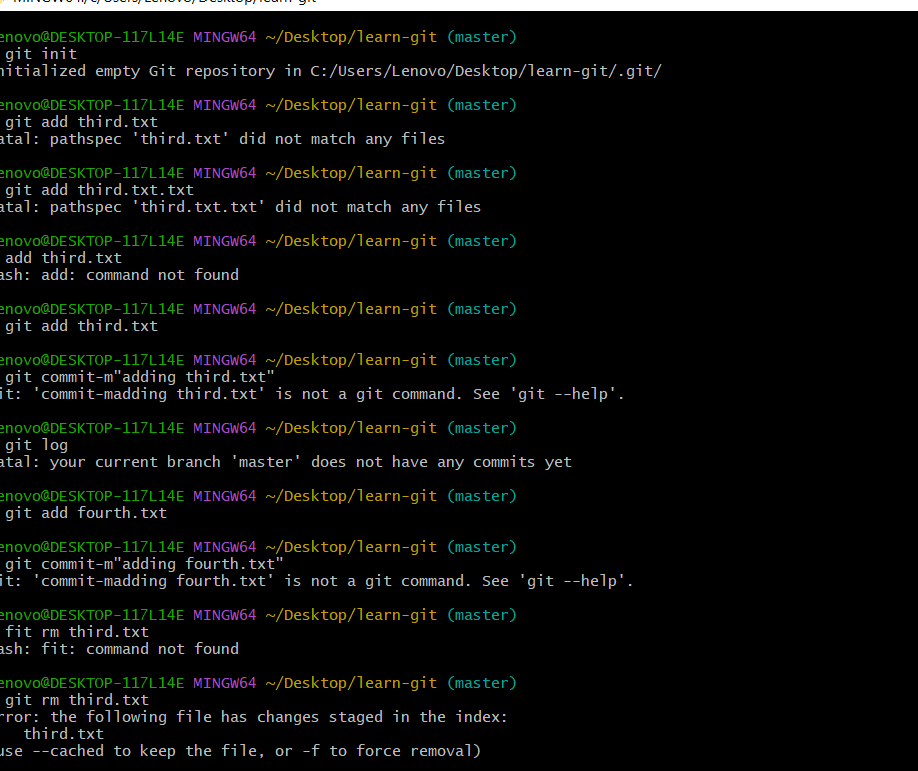 enovo@DESKTOP-117L14E MINGW64 ~/Desktop/learn-git (master)
git init
nitialized empty Git repository in C:/Users/Lenovo/Desktop/learn-git/.git/
enovo@DESKTOP-117L14E MINGW64 ~/Desktop/learn-git (master)
git add third.txt
atal: pathspec 'third.txt' did not match any files
enovo@DESKTOP-117L14E MINGW64 ~/Desktop/learn-git (master)
git add third.txt.txt
atal: pathspec 'third.txt.txt' did not match any files
enovo@DESKTOP-117L14E MINGW64 ~/Desktop/learn-git (master)
add third.txt
ash: add: command not found
enovo@DESKTOP-117L14E MINGW64 ~/Desktop/learn-git (master)
git add third.txt
enovo@DESKTOP-117L14E MINGW64 ~/Desktop/learn-git (master)
git commit-m"adding third.txt"
it: 'commit-madding third.txt' is not a git command. See 'git --help'.
enovo@DESKTOP-117L14E MINGW64 ~/Desktop/learn-git (master)
git log
atal: your current branch 'master' does not have any commits yet
enovo@DESKTOP-117L14E MINGW64 ~/Desktop/learn-git (master)
git add fourth.txt
enovo@DESKTOP-117L14E MINGW64 ~/Desktop/learn-git (master)
git commit-m"adding fourth.txt"
it: 'commit-madding fourth.txt' is not a git command. See 'git --help'.
enovo@DESKTOP-117L14E MINGW64 ~/Desktop/learn-git (master)
fit rm third.txt
ash: fit: command not found
enovo@DESKTOP-117L14E MINGW64 ~/Desktop/learn-git (master)
git rm third.txt
rror: the following file has changes staged in the index:
third.txt
use --cached to keep the file, or -f to force removal)